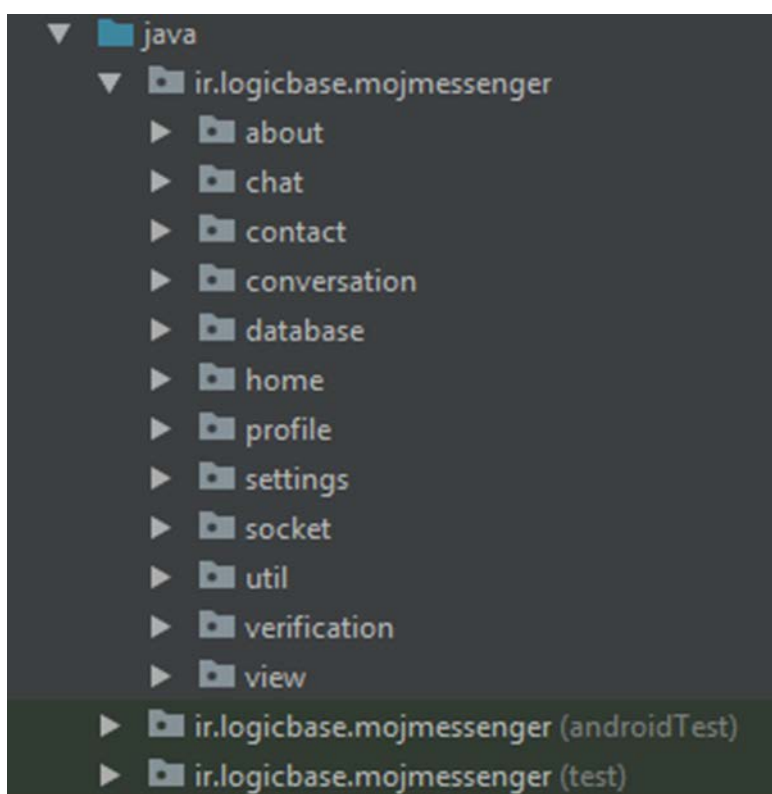 java
ir.logicbase.mojmessenger
about
chat
contact
conversation
database
home
profile
settings
socket
util
verification
view
ir.logicbase.mojmessenger (androidTest)
ir.logicbase.mojmessenger (test)